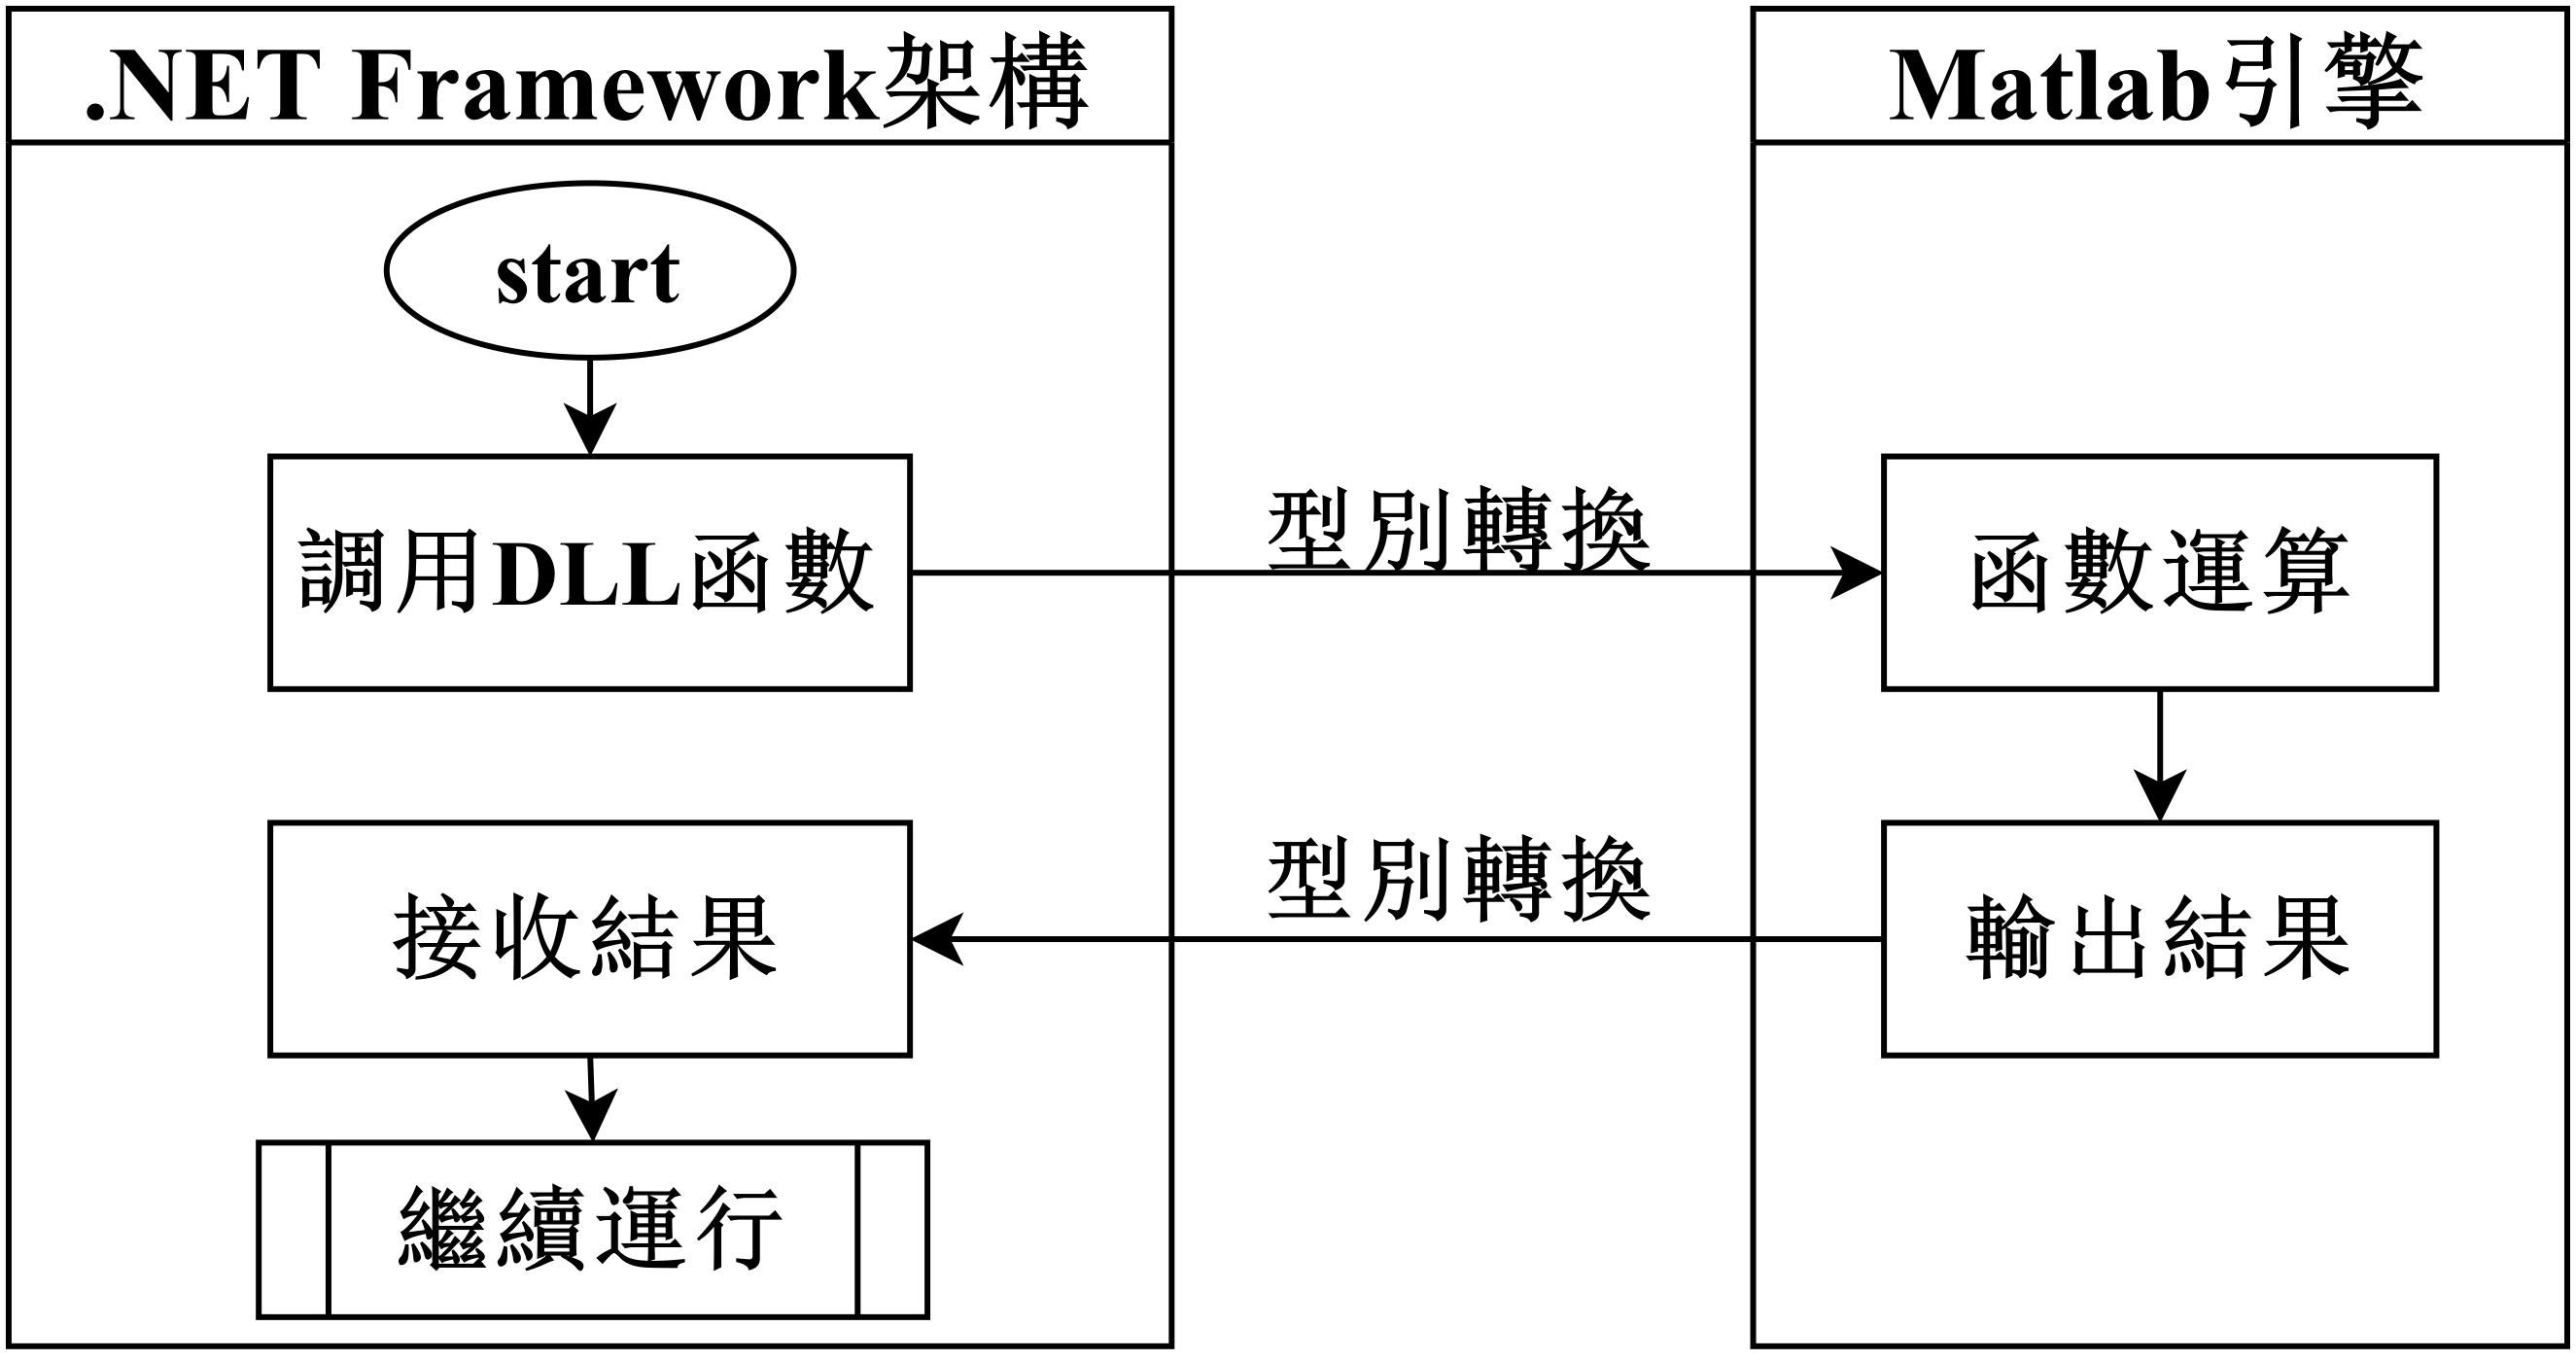 .NET Framework架構
Matlab引擎
start
調用DLL函數
型別轉換
函數運算
接收結果
型別轉換
輸出結果
繼續運行